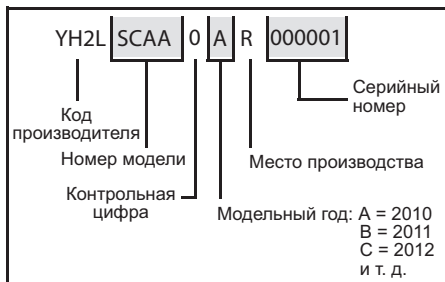 YH2L SCAA 0 A R 000001
Серийный
номер
Код
производителя
Номер модели
Место производства
Контрольная
цифра
Модельный год: A = 2010
B = 2011
C = 2012
и т. д.